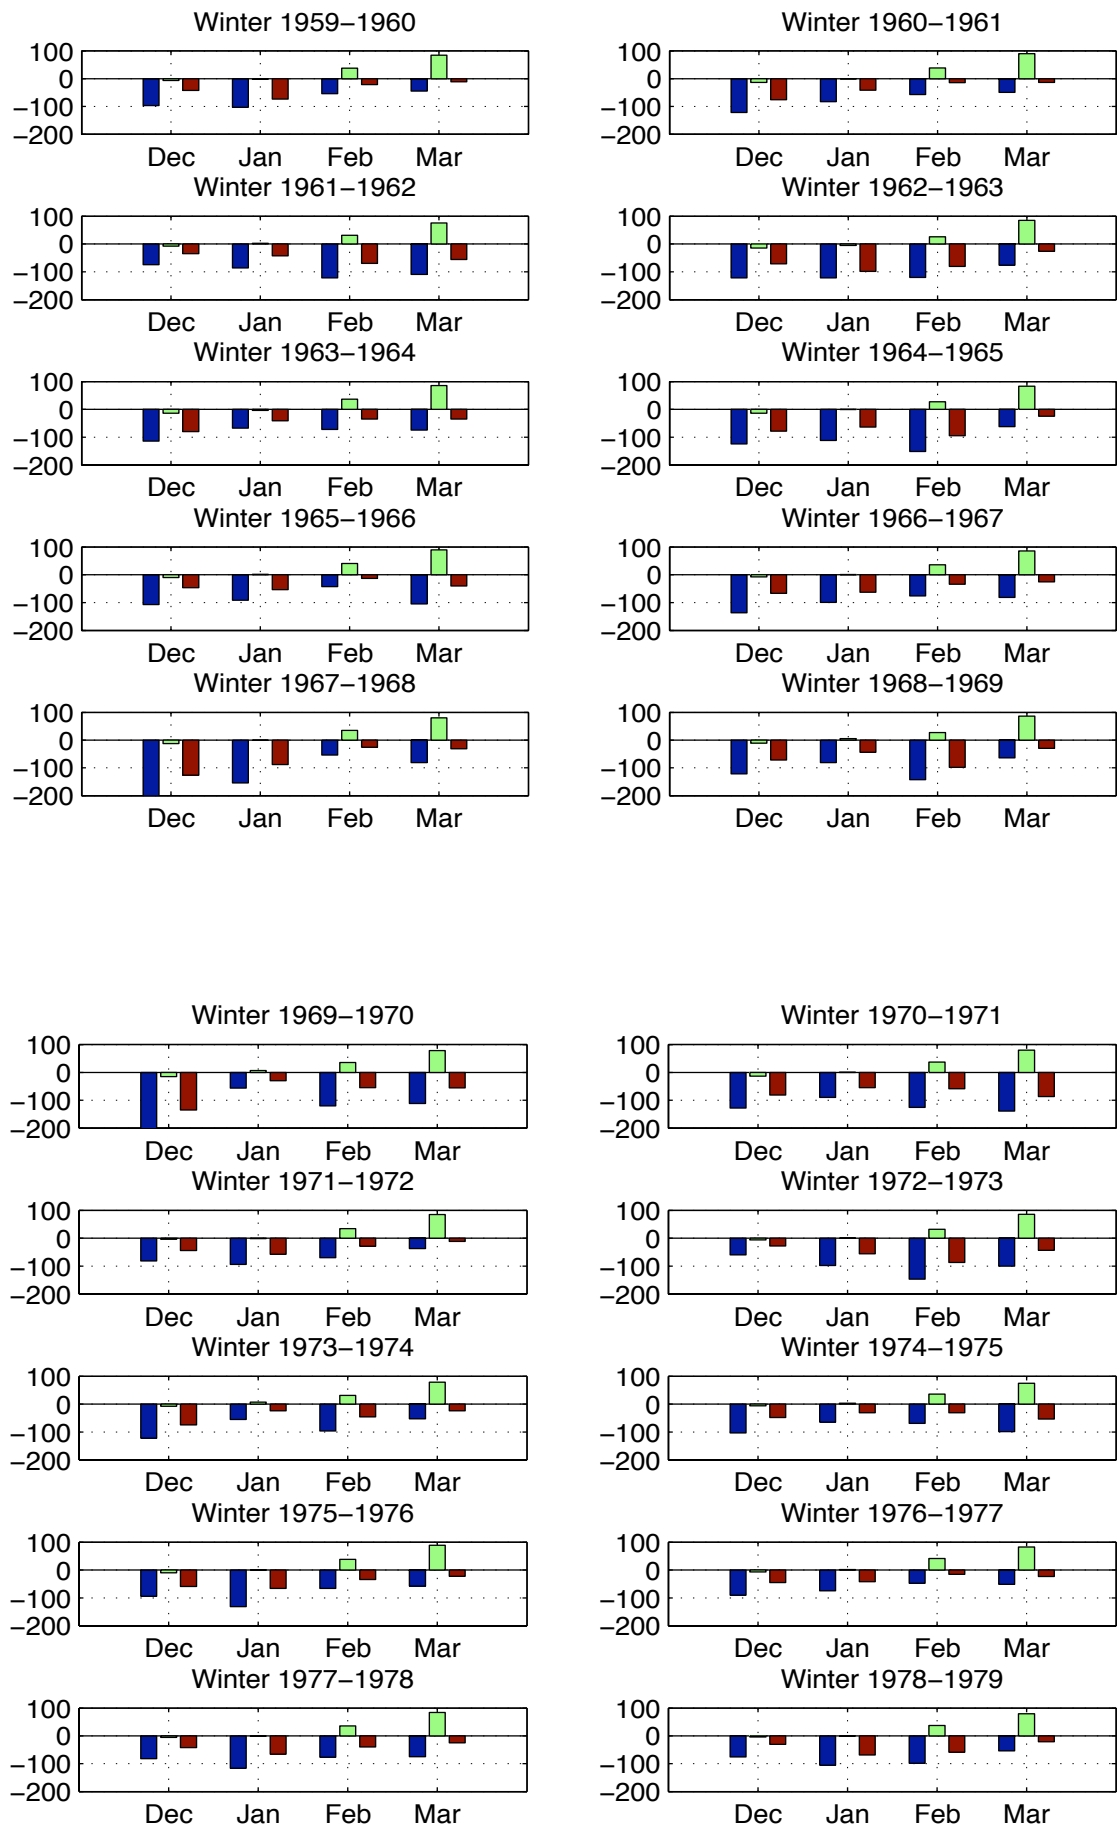 Winter 1959−1960
100
0
−100
−200
Dec Jan Feb Mar
Winter 1960−1961
100
0
−100
−200
Dec Jan Feb Mar
Winter 1961−1962
100
0
−100
−200
Dec Jan Feb Mar
Winter 1962−1963
100
0
−100
−200
Dec Jan Feb Mar
Winter 1963−1964
100
0
−100
−200
Dec Jan Feb Mar
Winter 1964−1965
100
0
−100
−200
Dec Jan Feb Mar
Winter 1965−1966
100
0
−100
−200
Dec Jan Feb Mar
Winter 1966−1967
100
0
−100
−200
Dec Jan Feb Mar
Winter 1967−1968
100
0
−100
−200
Dec Jan Feb Mar
Winter 1968−1969
100
0
−100
−200
Dec Jan Feb Mar
Winter 1969−1970
100
0
−100
−200
Dec Jan Feb Mar
Winter 1970−1971
100
0
−100
−200
Dec Jan Feb Mar
Winter 1971−1972
100
0
−100
−200
Dec Jan Feb Mar
Winter 1972−1973
100
0
−100
−200
Dec Jan Feb Mar
Winter 1973−1974
100
0
−100
−200
Dec Jan Feb Mar
Winter 1974−1975
100
0
−100
−200
Dec Jan Feb Mar
Winter 1975−1976
100
0
−100
−200
Dec Jan Feb Mar
Winter 1976−1977
100
0
−100
−200
Dec Jan Feb Mar
Winter 1977−1978
100
0
−100
−200
Dec Jan Feb Mar
Winter 1978−1979
100
0
−100
−200
Dec Jan Feb Mar